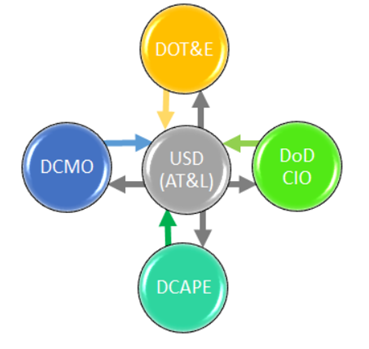 DOT&E
DCMO
USD
(AT&L)
DoD
CIO
DCAPE